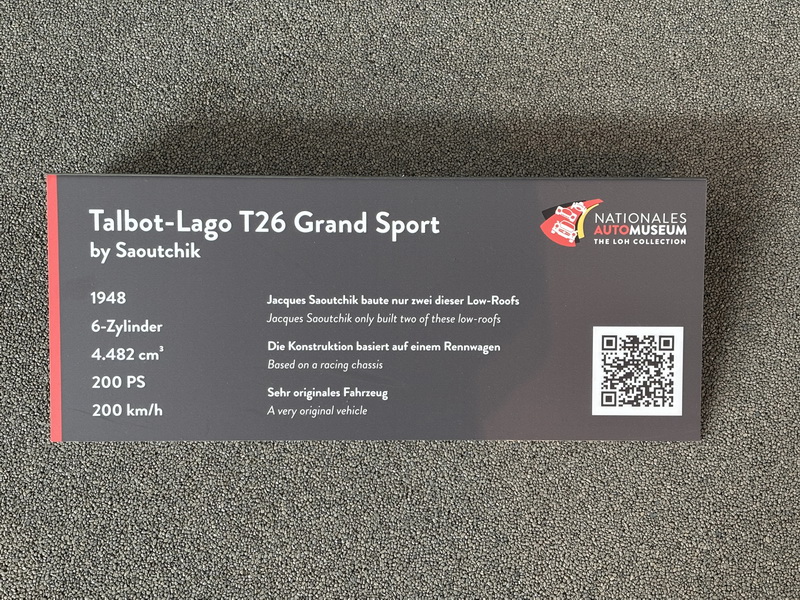 Talbot-Lago T26 Grand Sport
by Saoutchik
NATIONALES
AUTOMUSEUM
THE LOH COLLECTION
1948
6-Zylinder
4.482 cm³
200 PS
200 km/h
Jacques Saoutchik baute nur zwei dieser Low-Roofs
Jacques Saoutchik only built two of these low-roofs
Die Konstruktion basiert auf einem Rennwagen
Based on a racing chassis
Sehr originales Fahrzeug
A very original vehicle